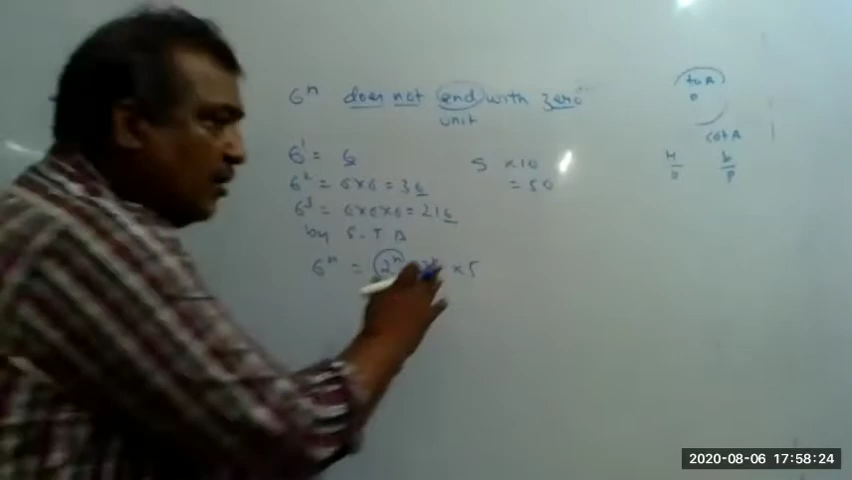 6ⁿ does not end with zero
unit
6¹ = 6
6² = 6×6 = 36
6³ = 6×6×6 = 216
by
6ⁿ = 2ⁿ ×5
5 ×10
= 50
tan A
cot A
2020-08-06 17:58:24